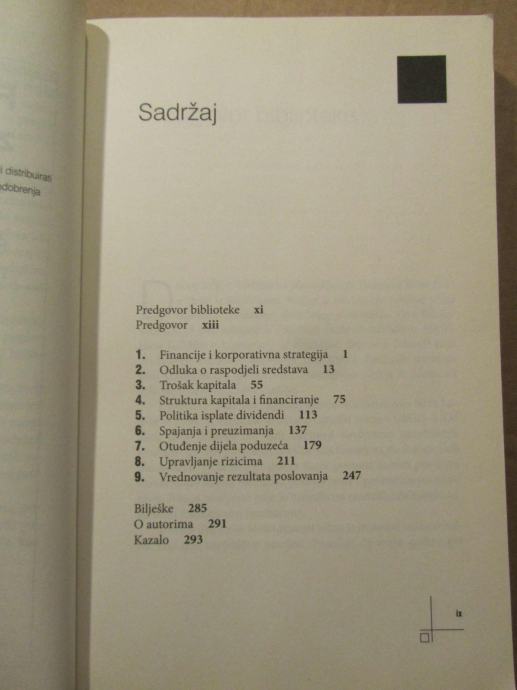 i distribuirati
odobrenja
Sadržaj
Predgovor biblioteke xi
Predgovor xiii
1. Financije i korporativna strategija 1
2. Odluka o raspodjeli sredstava 13
3. Trošak kapitala 55
4. Struktura kapitala i financiranje 75
5. Politika isplate dividendi 113
6. Spajanja i preuzimanja 137
7. Otuđenje dijela poduzeća 179
8. Upravljanje rizicima 211
9. Vrednovanje rezultata poslovanja 247
Bilješke 285
O autorima 291
Kazalo 293
ix